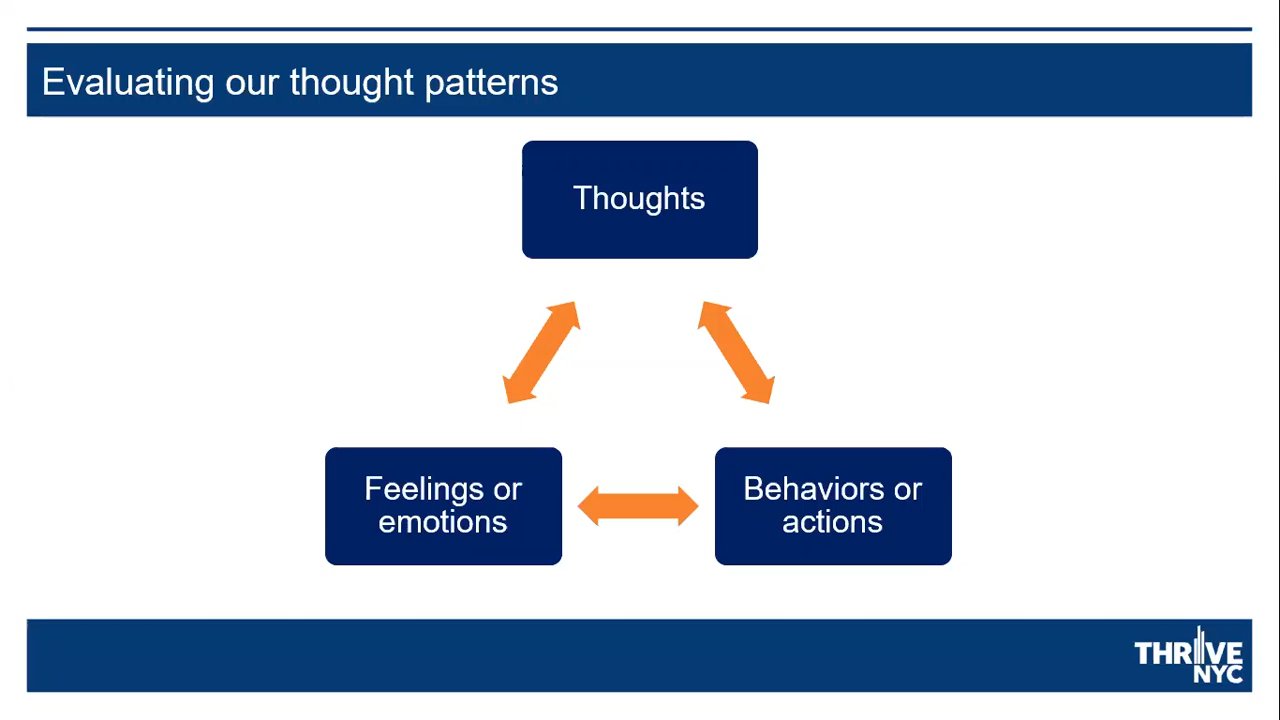 Evaluating our thought patterns
Thoughts
Feelings or
emotions
Behaviors or
actions
THRIVE
NYC